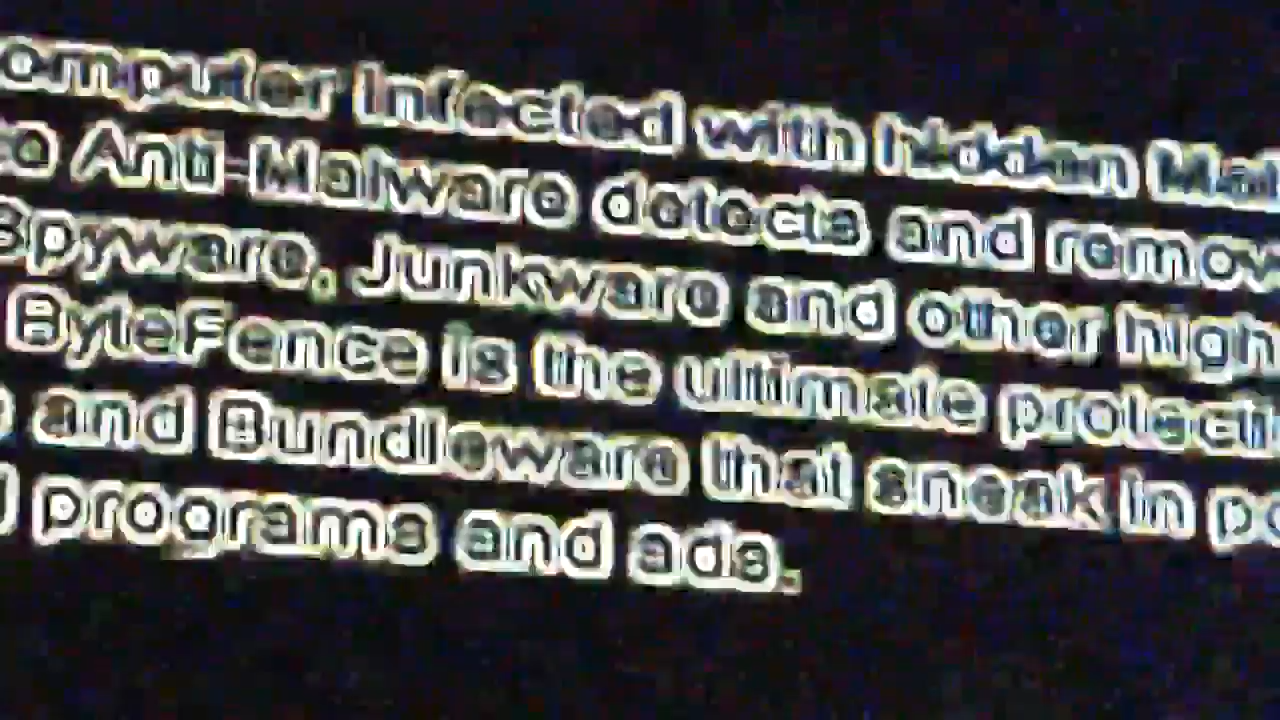 omputer Infected with hidden Mal
Anti-Malware detects and remov
Spyware, Junkware and other high
ByteFence is the ultimate protecti
and Bundleware that sneak in
programs and ads.